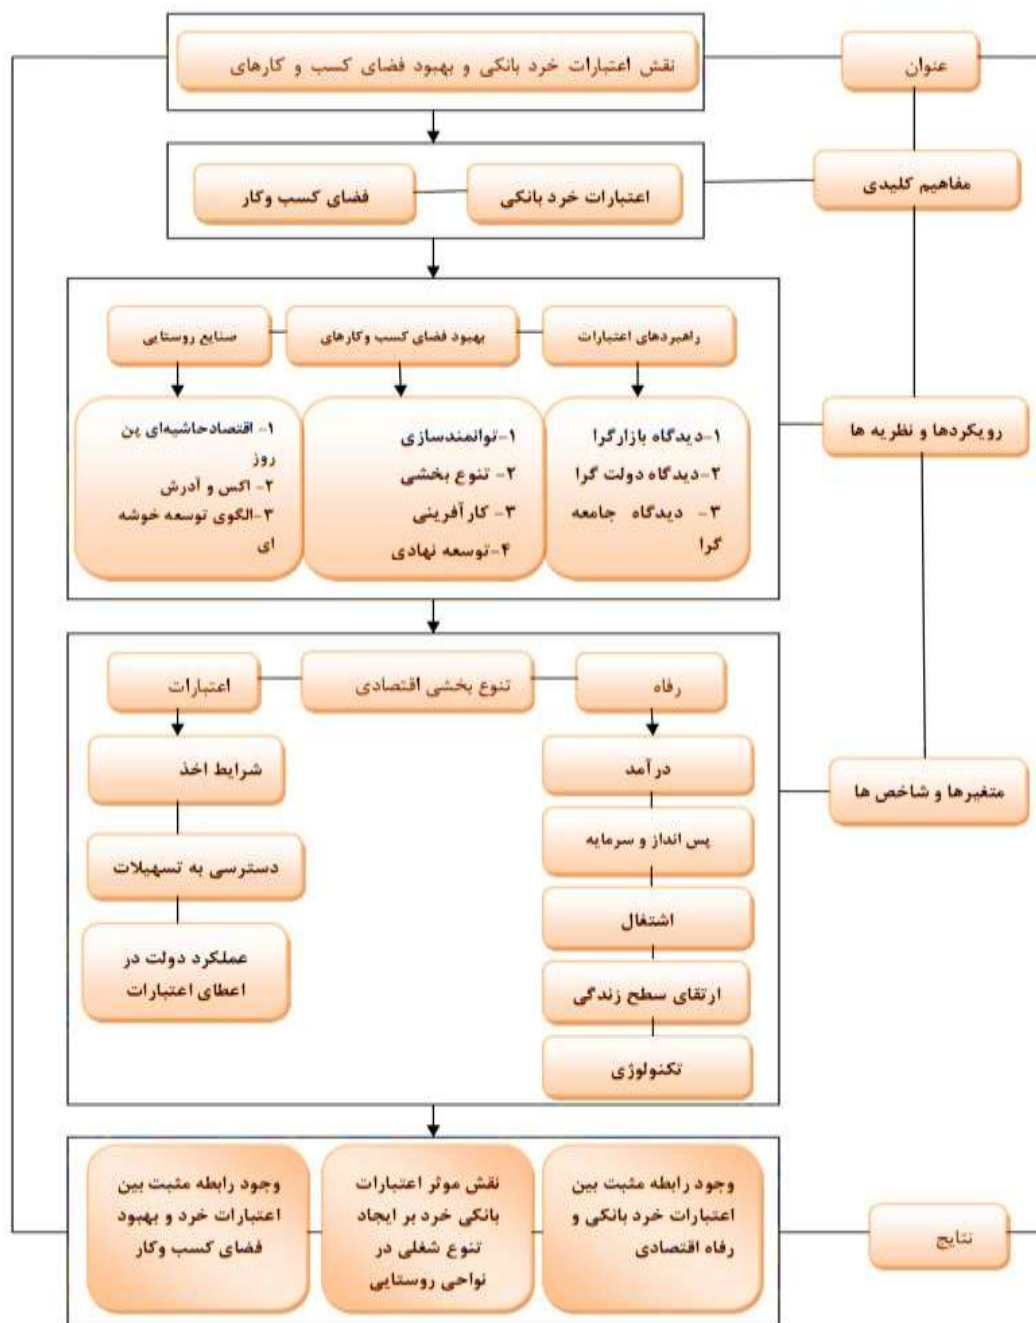 عنوان
نقش اعتبارات خرد بانکی و بهبود فضای کسب و کارهای
مفاهیم کلیدی
اعتبارات خرد بانکی
فضای کسب وکار
رویکردها و نظریه ها
راهبردهای اعتبارات
بهبود فضای کسب وکارهای
صنایع روستایی
۱-دیدگاه بازارگرا
۲-دیدگاه دولت گرا
۳- دیدگاه جامعه
گرا
۱-توانمندسازی
۲- تنوع بخشی
۳- کارآفرینی
۴-توسعه نهادی
۱- اقتصادحاشیه‌ای پن
روز
۲- اکس و آدرش
۳-الگوی توسعه خوشه
ای
متغیرها و شاخص ها
رفاه
تنوع بخشی اقتصادی
اعتبارات
درآمد
پس انداز و سرمایه
اشتغال
ارتقای سطح زندگی
تکنولوژی
شرایط اخذ
دسترسی به تسهیلات
عملکرد دولت در
اعطای اعتبارات
نتایج
وجود رابطه مثبت بین
اعتبارات خرد بانکی و
رفاه اقتصادی
نقش موثر اعتبارات
بانکی خرد بر ایجاد
تنوع شغلی در
نواحی روستایی
وجود رابطه مثبت بین
اعتبارات خرد و بهبود
فضای کسب وکار